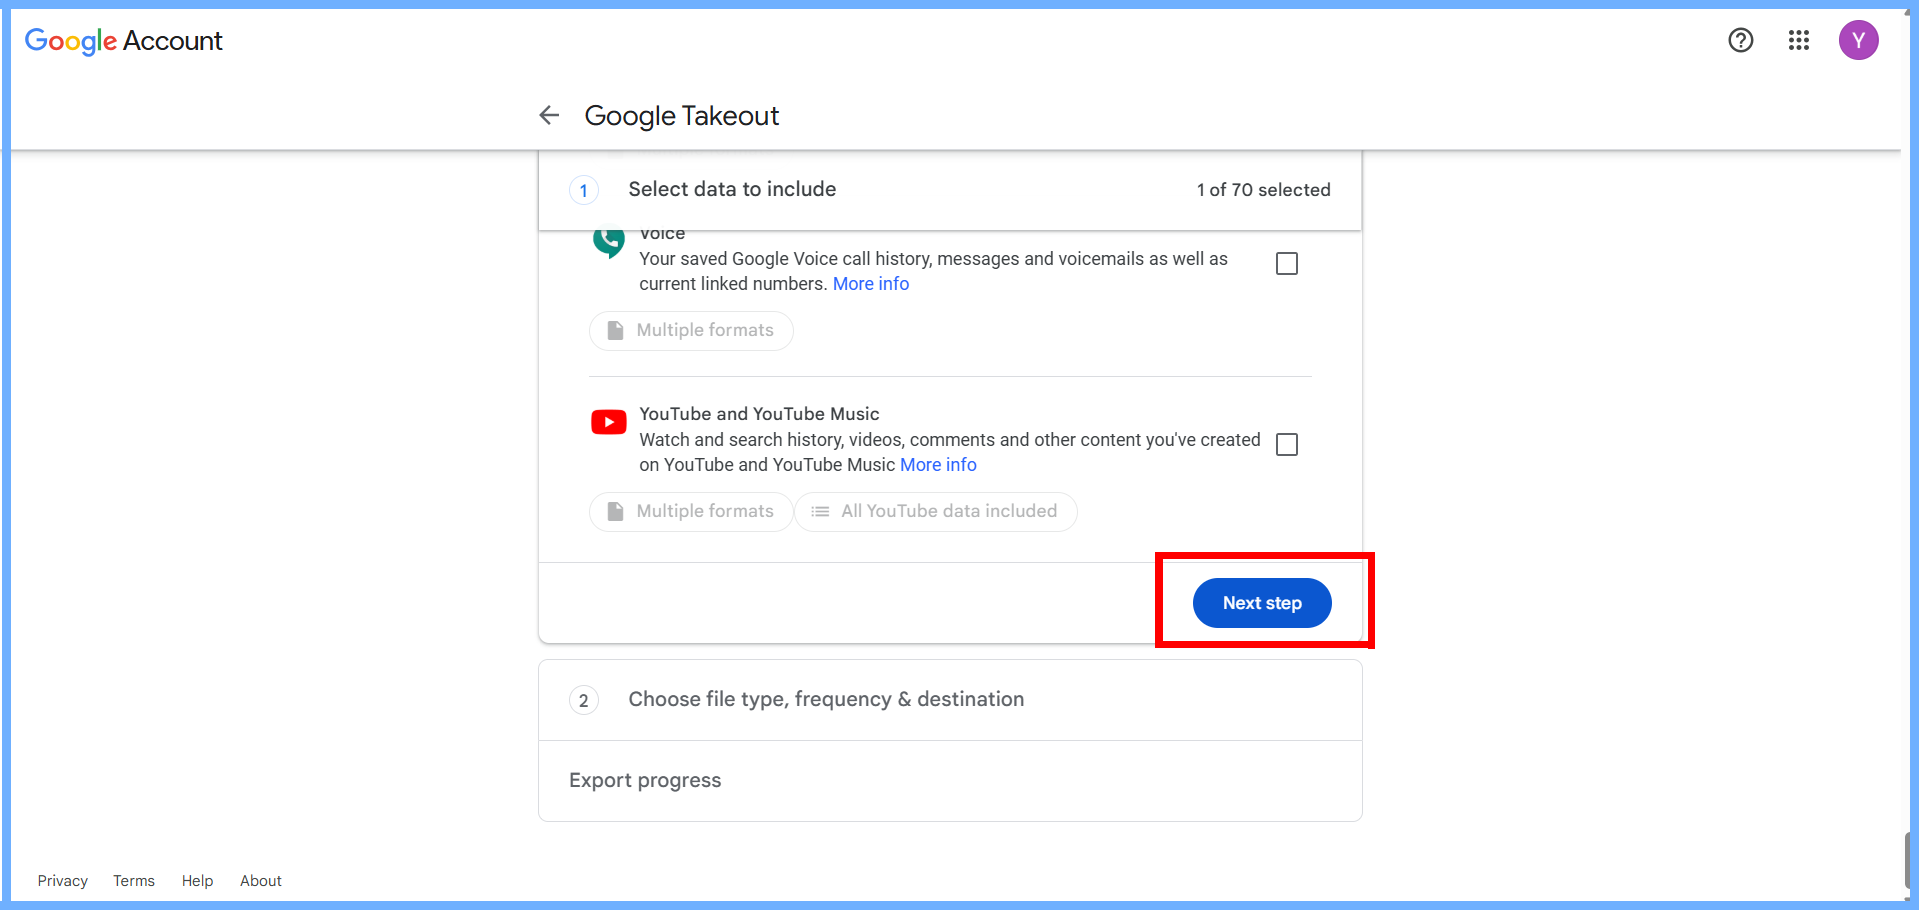 Google Account
Y
Google Takeout
1
Select data to include
1 of 70 selected
Voice
Your saved Google Voice call history, messages and voicemails as well as
current linked numbers. More info
Multiple formats
YouTube and YouTube Music
Watch and search history, videos, comments and other content you've created
on YouTube and YouTube Music More info
Multiple formats
All YouTube data included
Next step
2
Choose file type, frequency & destination
Export progress
Privacy
Terms
Help
About